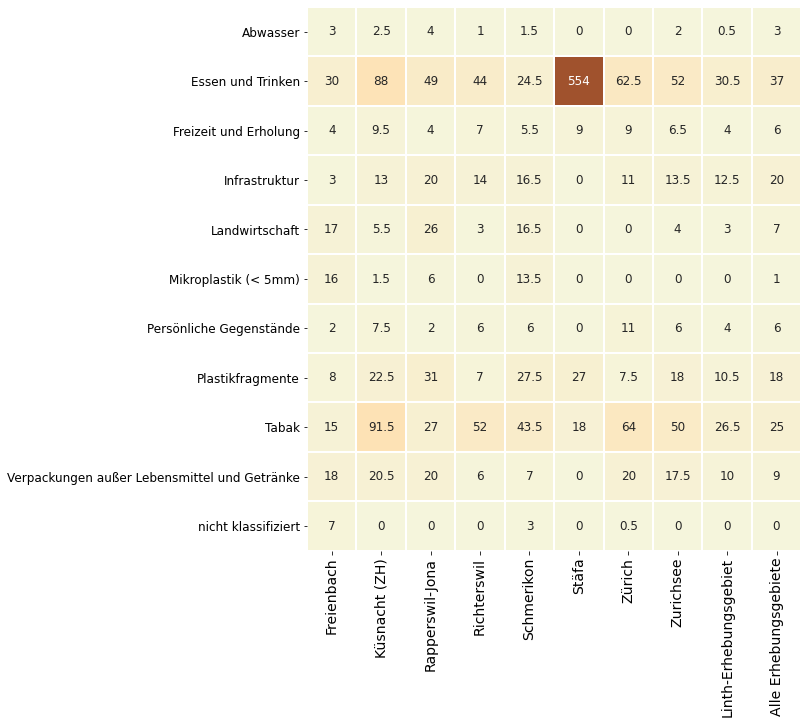 Abwasser 3 2.5 4 1 1.5 0 0 2 0.5 3
Essen und Trinken 30 88 49 44 24.5 554 62.5 52 30.5 37
Freizeit und Erholung 4 9.5 4 7 5.5 9 9 6.5 4 6
Infrastruktur 3 13 20 14 16.5 0 11 13.5 12.5 20
Landwirtschaft 17 5.5 26 3 16.5 0 0 4 3 7
Mikroplastik (< 5mm) 16 1.5 6 0 13.5 0 0 0 0 1
Persönliche Gegenstände 2 7.5 2 6 6 0 11 6 4 6
Plastikfragmente 8 22.5 31 7 27.5 27 7.5 18 10.5 18
Tabak 15 91.5 27 52 43.5 18 64 50 26.5 25
Verpackungen außer Lebensmittel und Getränke 18 20.5 20 6 7 0 20 17.5 10 9
nicht klassifiziert 7 0 0 0 3 0 0.5 0 0 0
Freienbach
Küsnacht (ZH)
Rapperswil-Jona
Richterswil
Schmerikon
Stäfa
Zürich
Zurichsee
Linth-Erhebungsgebiet
Alle Erhebungsgebiete